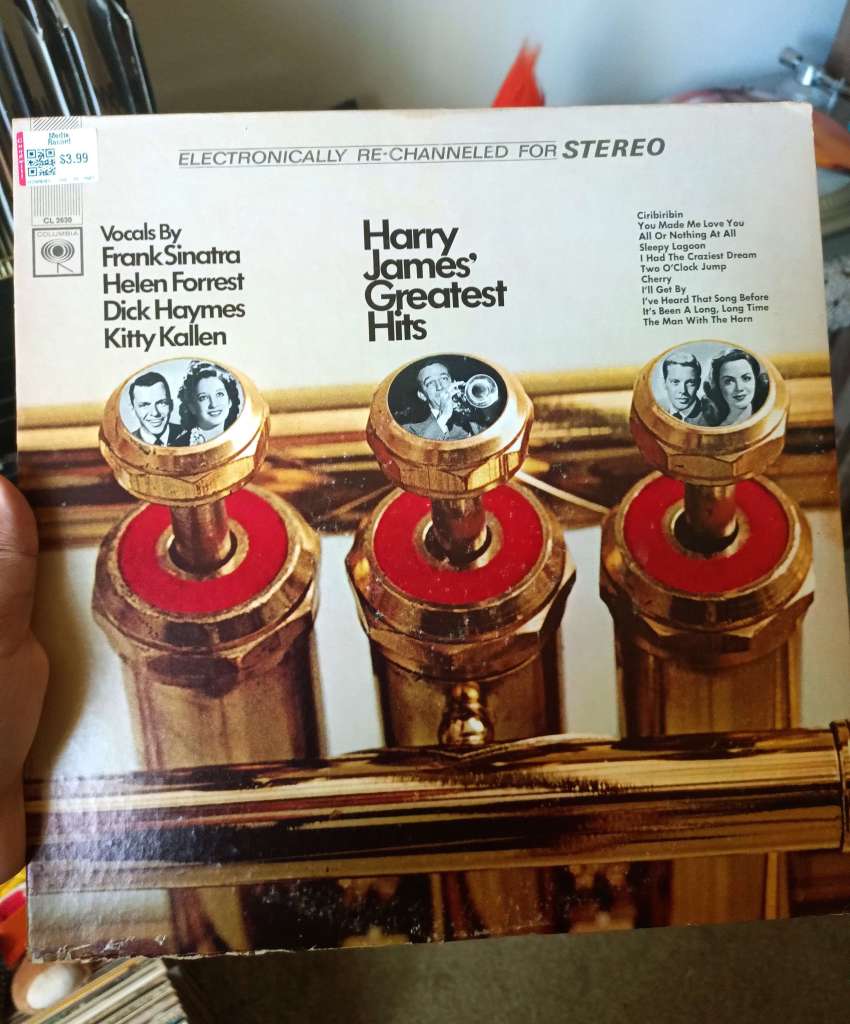 Media
Record
$3.99
CHARITY
CL 2630
COLUMBIA
ELECTRONICALLY RE-CHANNELED FOR STEREO
Vocals By
Frank Sinatra
Helen Forrest
Dick Haymes
Kitty Kallen
Harry
James'
Greatest
Hits
Ciribiribin
You Made Me Love You
All Or Nothing At All
Sleepy Lagoon
I Had The Craziest Dream
Two O'Clock Jump
Cherry
I'll Get By
I've Heard That Song Before
It's Been A Long, Long Time
The Man With The Horn